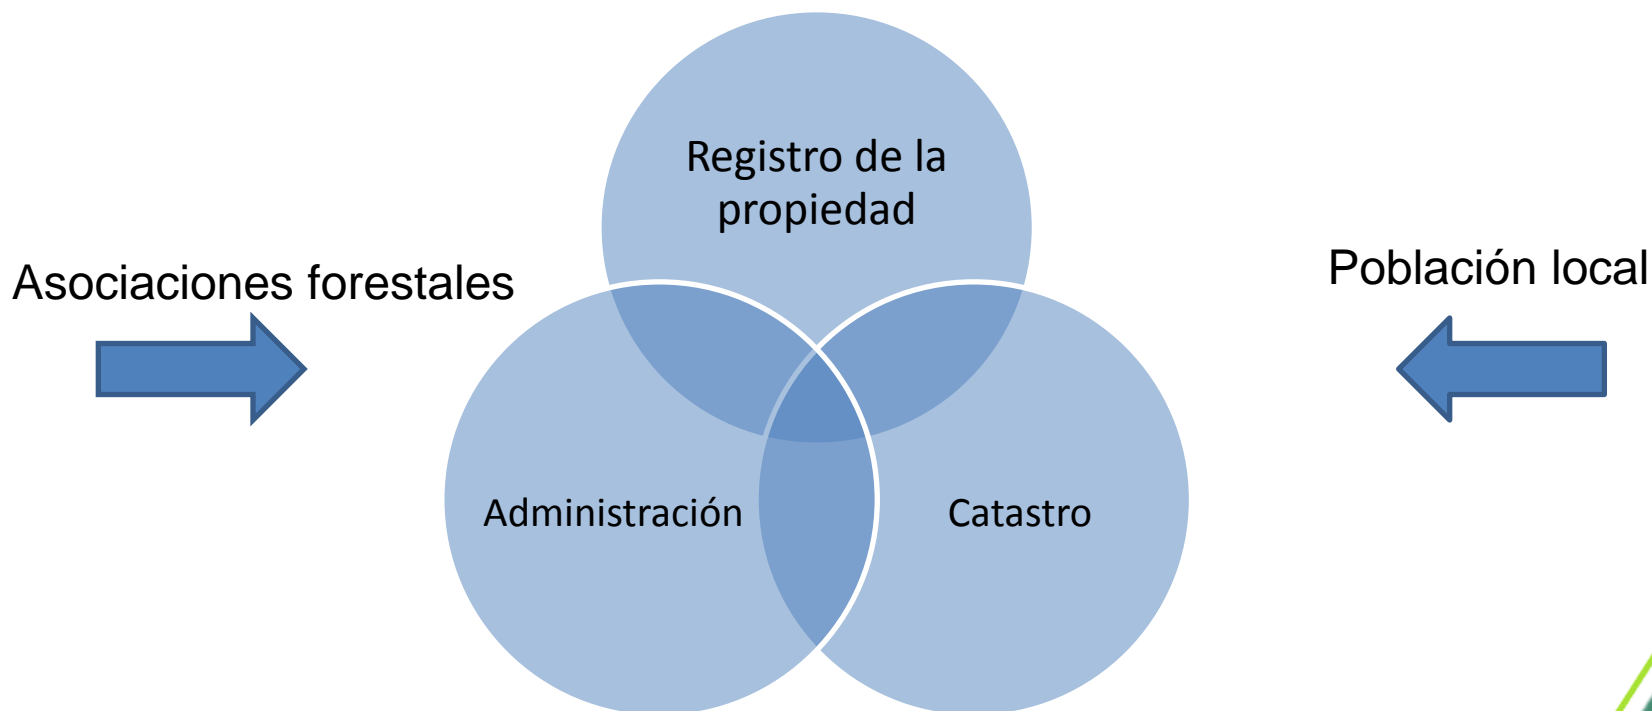 Registro de la
propiedad
Asociaciones forestales
Población local
Administración
Catastro